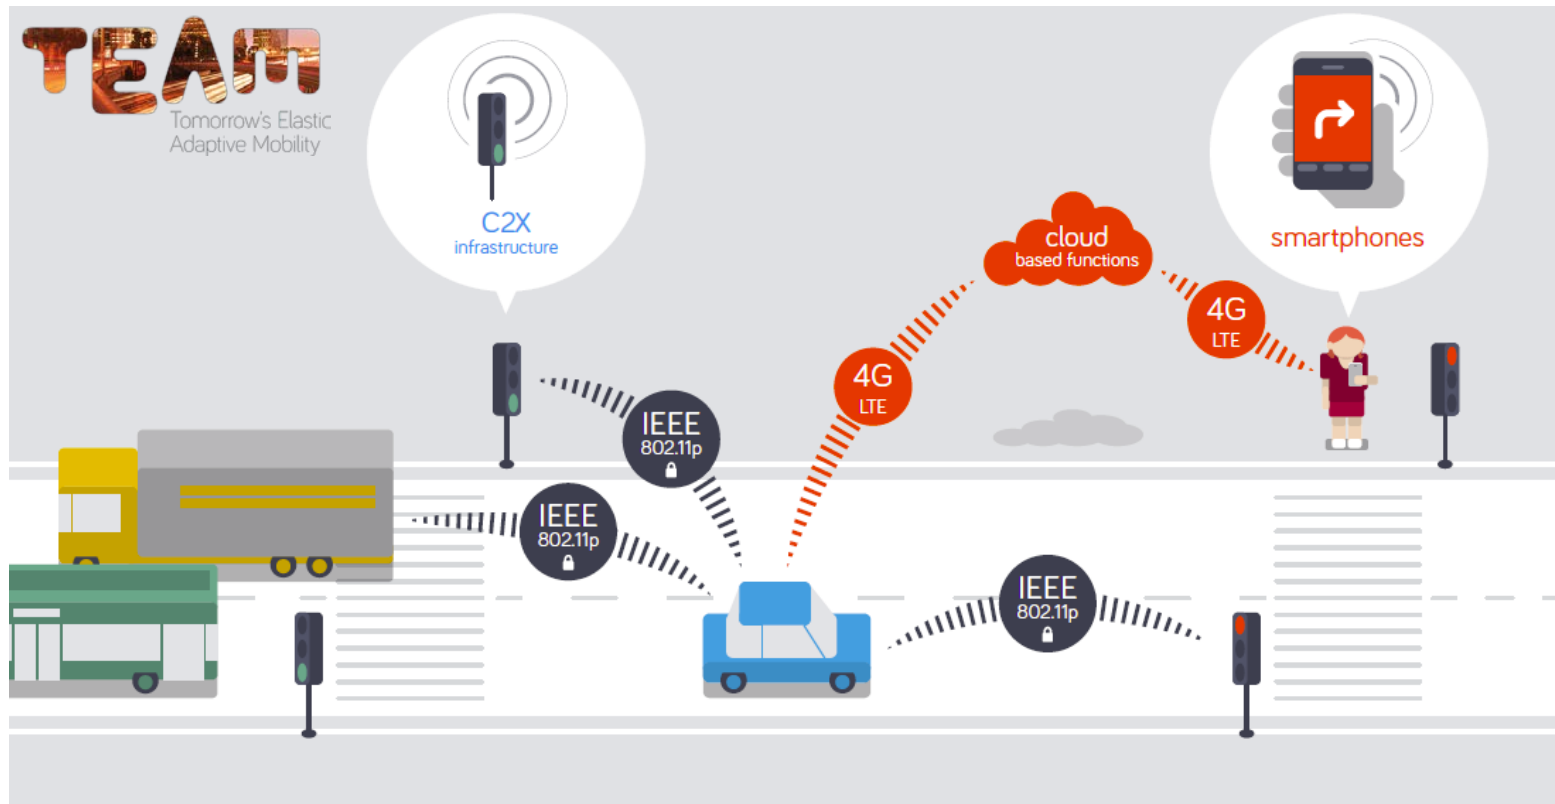 TEAM
Tomorrow's Elastic
Adaptive Mobility
C2X
infrastructure
smartphones
cloud
based functions
4G
LTE
4G
LTE
IEEE
802.11p
IEEE
802.11p
IEEE
802.11p